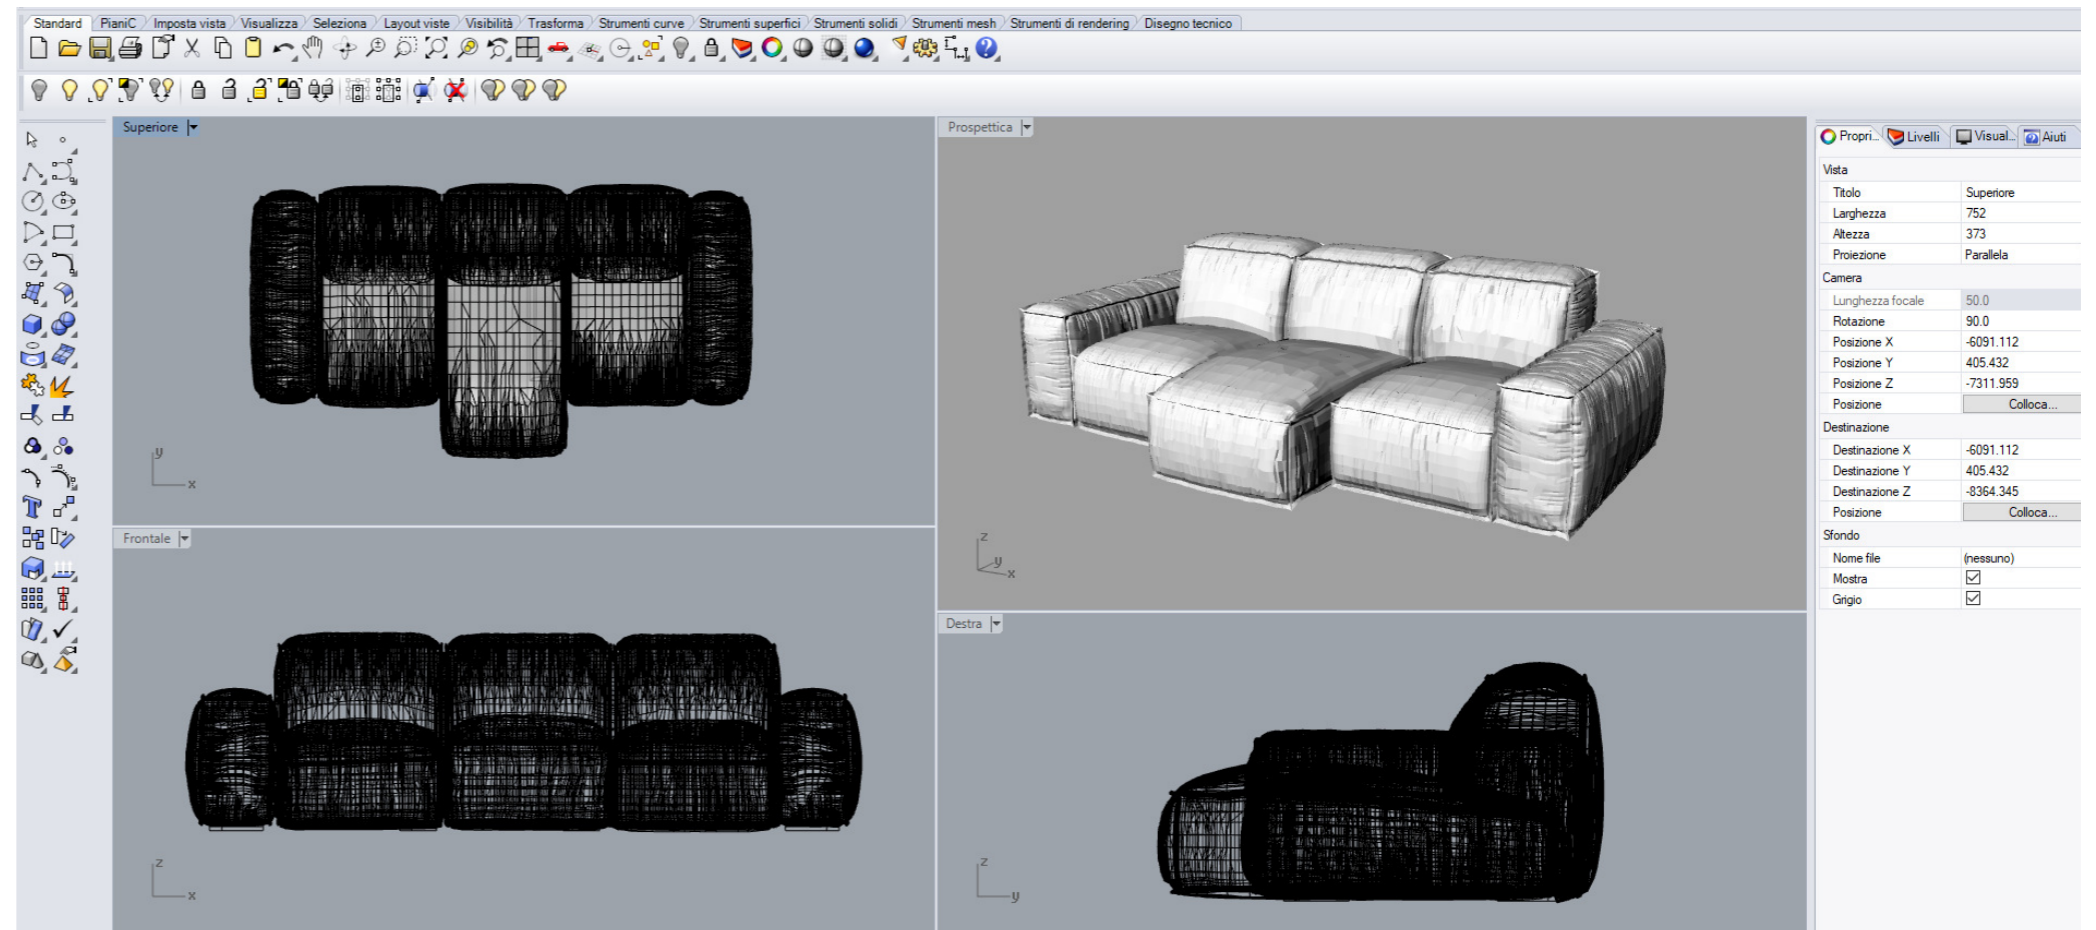 Standard PianiC Imposta vista Visualizza Seleziona Layout viste Visibilità Trasforma Strumenti curve Strumenti superfici Strumenti solidi Strumenti mesh Strumenti di rendering Disegno tecnico
Superiore
Prospettica
Frontale
Destra
y
x
z
y
x
z
x
z
y
Propri... Livelli Visual... Aiuti
Vista
Titolo Superiore
Larghezza 752
Altezza 373
Proiezione Parallela
Camera
Lunghezza focale 50.0
Rotazione 90.0
Posizione X -6091.112
Posizione Y 405.432
Posizione Z -7311.959
Posizione Colloca...
Destinazione
Destinazione X -6091.112
Destinazione Y 405.432
Destinazione Z -8364.345
Posizione Colloca...
Sfondo
Nome file (nessuno)
Mostra
Grigio